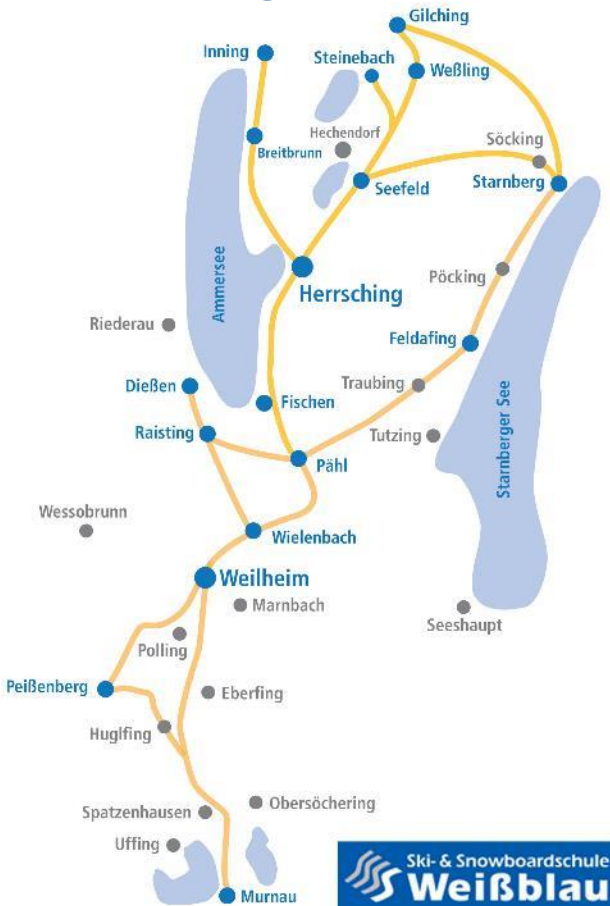 Gilching
Inning
Steinebach
Weßling
Hechendorf
Breitbrunn
Söcking
Seefeld
Starnberg
Ammersee
Herrsching
Pöcking
Riederau
Feldafing
Dießen
Traubing
Fischen
Raisting
Tutzing
Pähl
Starnberger See
Wessobrunn
Wielenbach
Weilheim
Marnbach
Seeshaupt
Polling
Peißenberg
Eberfing
Huglfing
Spatzenhausen
Obersöchering
Uffing
Murnau
Ski- & Snowboardschule
Weißblau